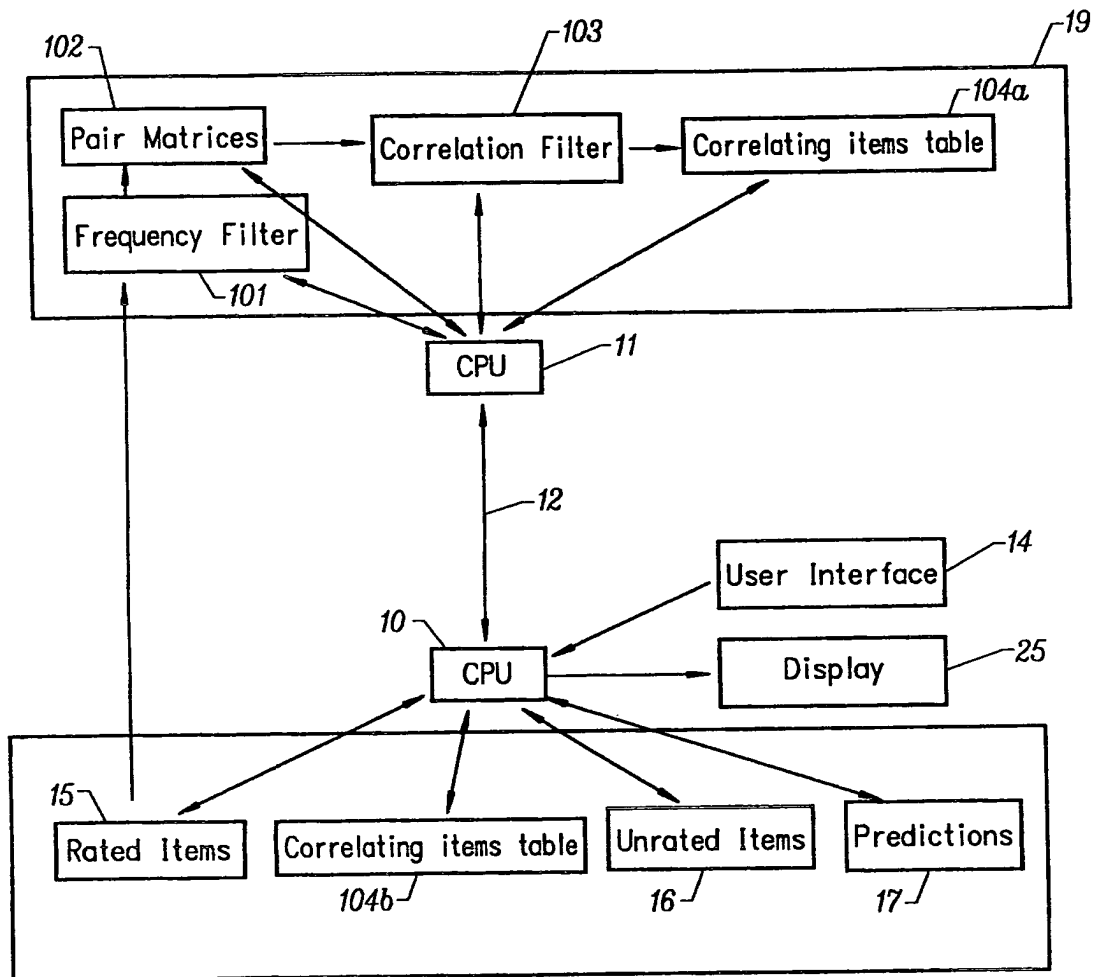 102
103
19
104a
Pair Matrices
Correlation Filter
Correlating items table
Frequency Filter
101
CPU
11
12
User Interface
14
10
CPU
Display
25
15
Rated Items
Correlating items table
Unrated Items
Predictions
104b
16
17